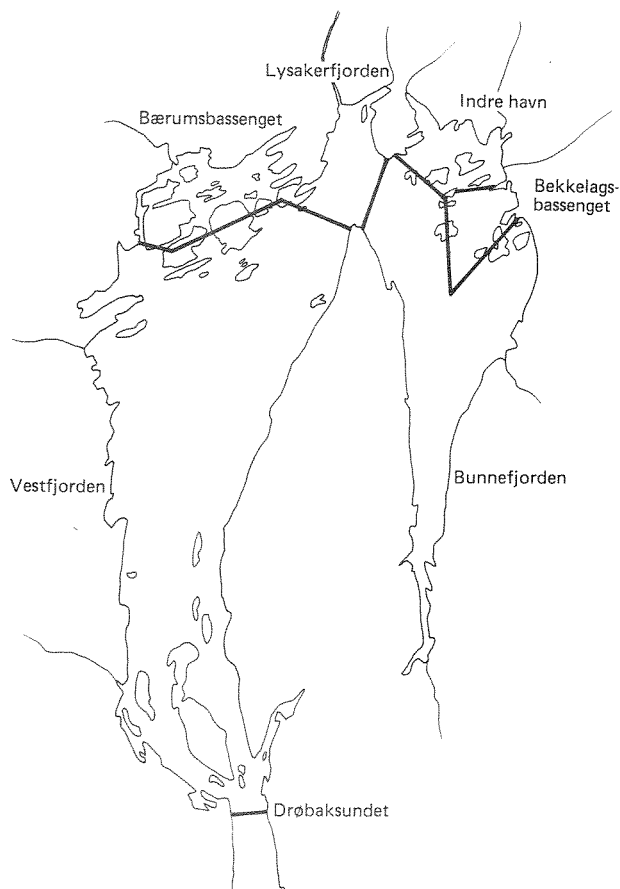 Lysakerfjorden
Indre havn
Bærumsbassenget
Bekkelags-
bassenget
Vestfjorden
Bunnefjorden
Drøbaksundet